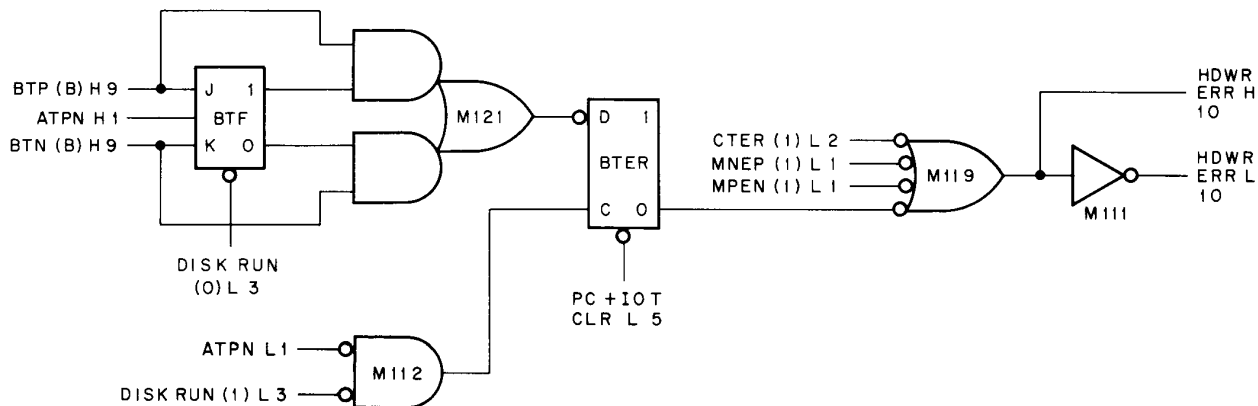 BTP (B) H 9
ATPN H 1
BTN (B) H 9
J 1
BTF
K 0
DISK RUN
(0) L 3
M121
D 1
BTER
C 0
PC + IOT
CLR L 5
ATPN L 1
DISK RUN (1) L 3
M112
CTER (1) L 2
MNEP (1) L 1
MPEN (1) L 1
M119
M111
HDWR
ERR H
10
HDWR
ERR L
10